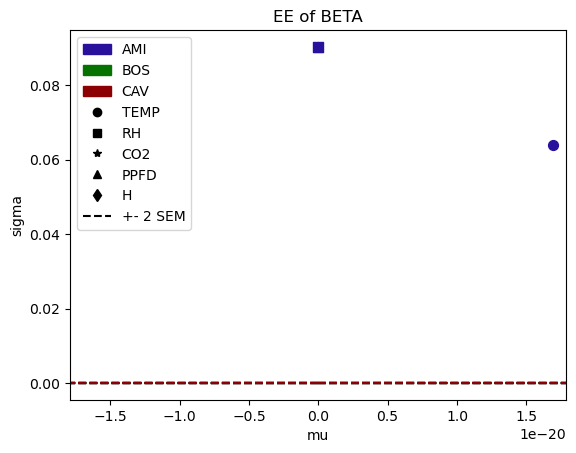 EE of BETA
AMI
BOS
CAV
TEMP
RH
CO2
PPFD
H
+- 2 SEM
sigma
0.08
0.06
0.04
0.02
0.00
−1.5 −1.0 −0.5 0.0 0.5 1.0 1.5
1e−20
mu